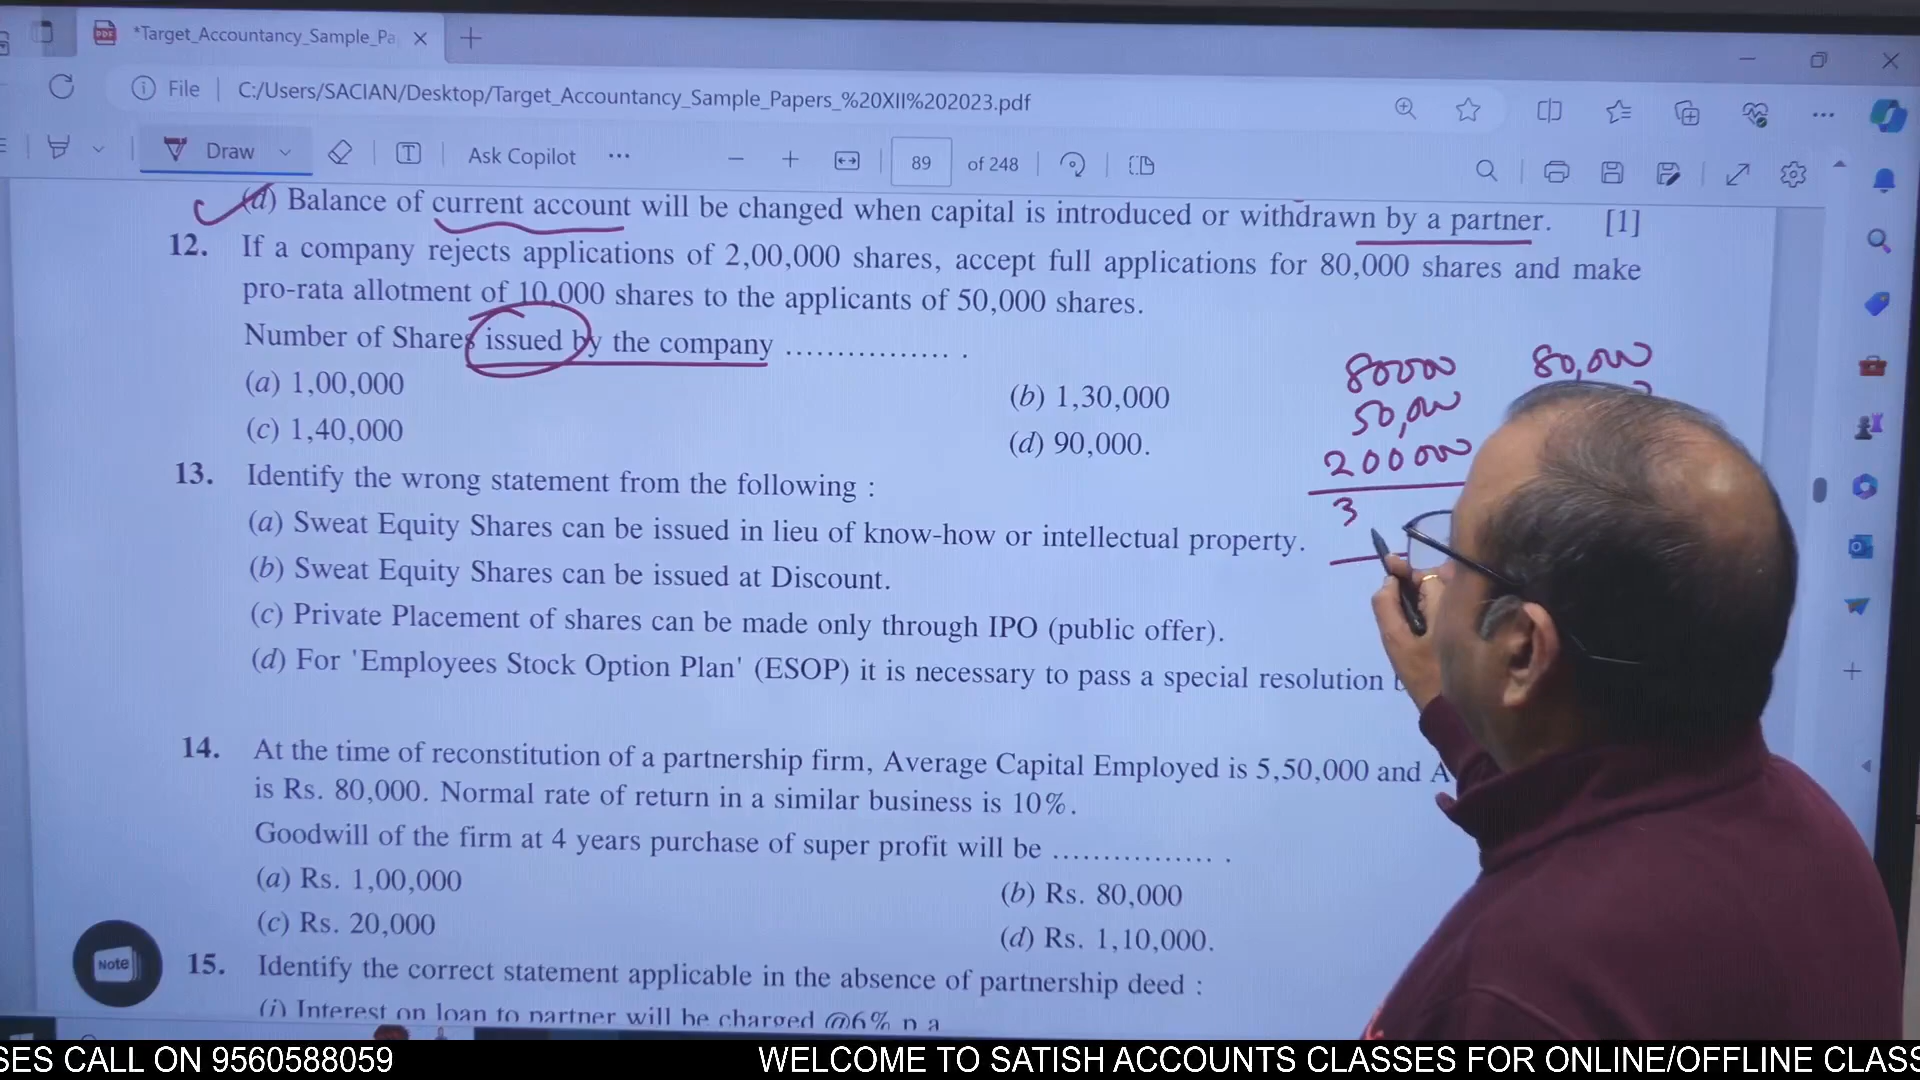 *Target_Accountancy_Sample_Pa
File
C:/Users/SACIAN/Desktop/Target_Accountancy_Sample_Papers_%20XII%202023.pdf
Draw
Ask Copilot
89
of 248
(d) Balance of current account will be changed when capital is introduced or withdrawn by a partner. [1]
12. If a company rejects applications of 2,00,000 shares, accept full applications for 80,000 shares and make
pro-rata allotment of 10,000 shares to the applicants of 50,000 shares.
Number of Shares issued by the company ................ .
(a) 1,00,000
(b) 1,30,000
(c) 1,40,000
(d) 90,000.
80000
50,000
200000
3
80,000
13. Identify the wrong statement from the following :
(a) Sweat Equity Shares can be issued in lieu of know-how or intellectual property.
(b) Sweat Equity Shares can be issued at Discount.
(c) Private Placement of shares can be made only through IPO (public offer).
(d) For 'Employees Stock Option Plan' (ESOP) it is necessary to pass a special resolution
14. At the time of reconstitution of a partnership firm, Average Capital Employed is 5,50,000 and A
is Rs. 80,000. Normal rate of return in a similar business is 10%.
Goodwill of the firm at 4 years purchase of super profit will be ................ .
(a) Rs. 1,00,000
(b) Rs. 80,000
(c) Rs. 20,000
(d) Rs. 1,10,000.
15. Identify the correct statement applicable in the absence of partnership deed :
(i) Interest on loan to partner will be charged @6% p.a
Note
SES CALL ON 9560588059
WELCOME TO SATISH ACCOUNTS CLASSES FOR ONLINE/OFFLINE CLASS